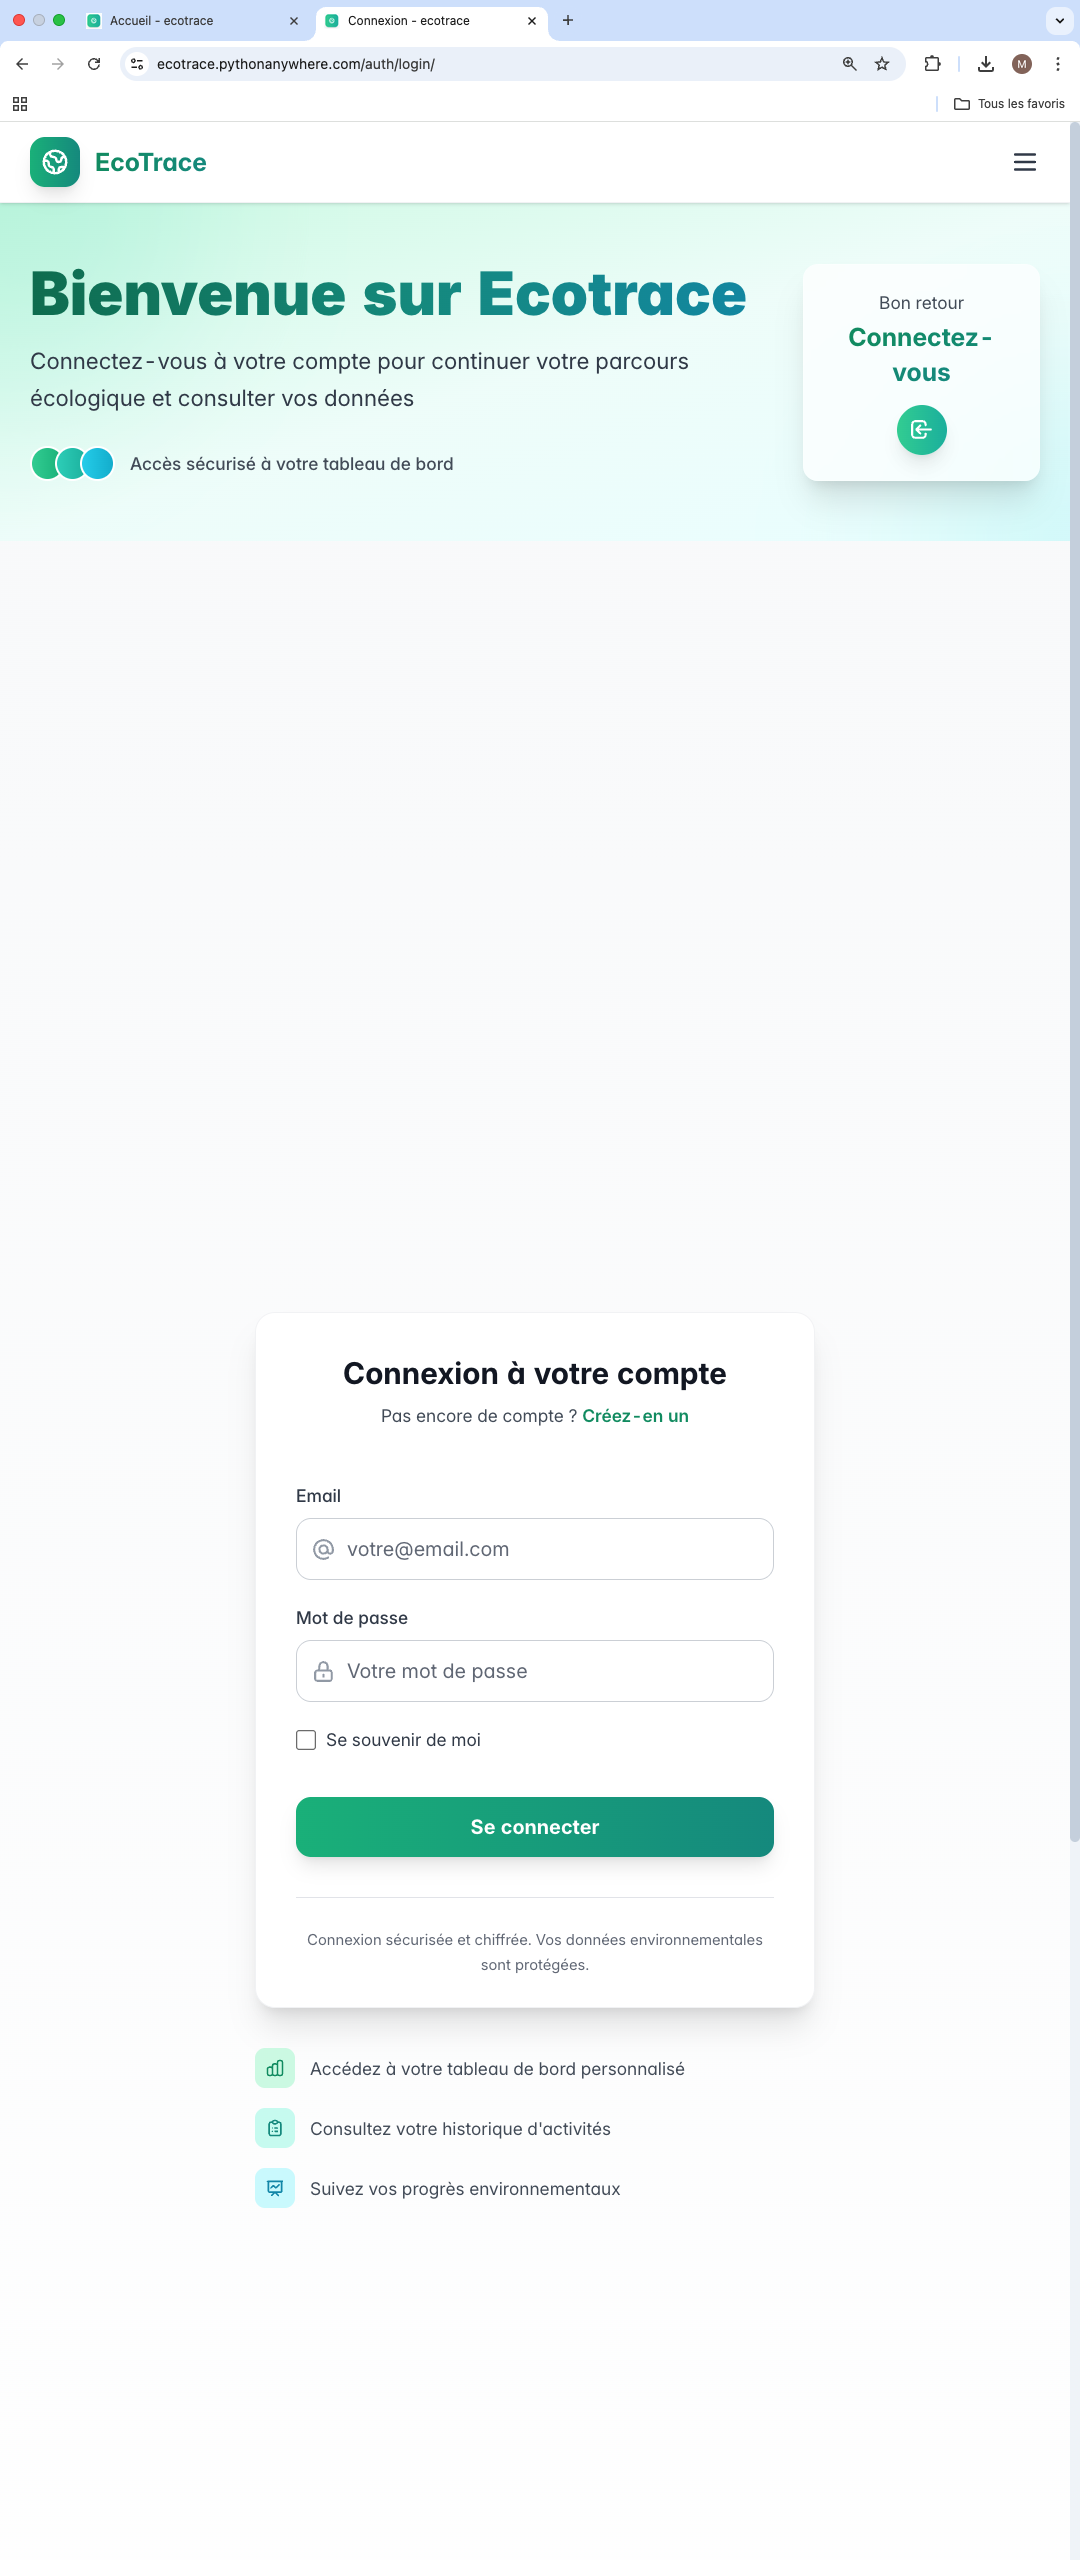 Accueil - ecotrace
Connexion - ecotrace
ecotrace.pythonanywhere.com/auth/login/
M
Tous les favoris
EcoTrace
Bienvenue sur Ecotrace
Connectez-vous à votre compte pour continuer votre parcours
écologique et consulter vos données
Accès sécurisé à votre tableau de bord
Bon retour
Connectez-
vous
Connexion à votre compte
Pas encore de compte ? Créez-en un
Email
votre@email.com
Mot de passe
Votre mot de passe
Se souvenir de moi
Se connecter
Connexion sécurisée et chiffrée. Vos données environnementales
sont protégées.
Accédez à votre tableau de bord personnalisé
Consultez votre historique d'activités
Suivez vos progrès environnementaux